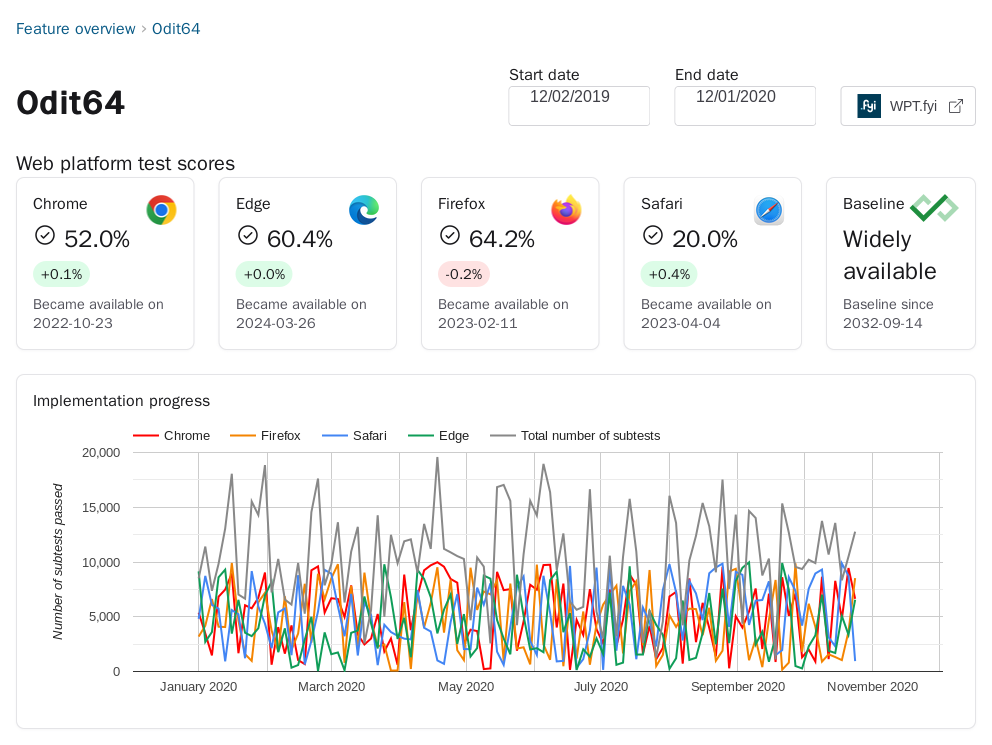 Feature overview › Odit64
Odit64
Start date
12/02/2019
End date
12/01/2020
.fyi WPT.fyi
Web platform test scores
Chrome
52.0%
+0.1%
Became available on
2022-10-23
Edge
60.4%
+0.0%
Became available on
2024-03-26
Firefox
64.2%
-0.2%
Became available on
2023-02-11
Safari
20.0%
+0.4%
Became available on
2023-04-04
Baseline
Widely
available
Baseline since
2032-09-14
Implementation progress
Chrome Firefox Safari Edge Total number of subtests
Number of subtests passed
20,000
15,000
10,000
5,000
0
January 2020 March 2020 May 2020 July 2020 September 2020 November 2020